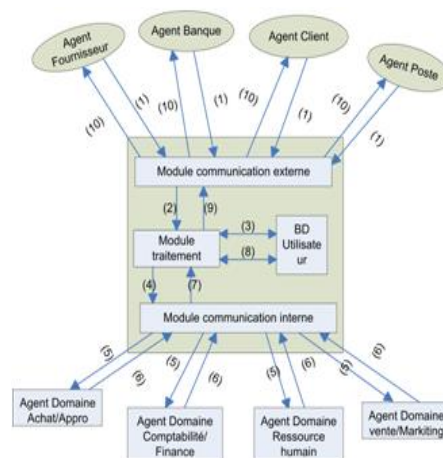 Agent
Fournisseur
Agent Banque
Agent Client
Agent Poste
(10)
(1)
(10)
(1)
(10)
(1)
(10)
(1)
Module communication externe
(2)
(9)
Module
traitement
(3)
(8)
BD
Utilisate
ur
(4)
(7)
Module communication interne
(5)
(6)
(5)
(6)
(5)
(6)
(5)
(6)
Agent Domaine
Achat/Appro
Agent Domaine
Comptabilité/
Finance
Agent Domaine
Ressource
humain
Agent Domaine
vente/Markiting